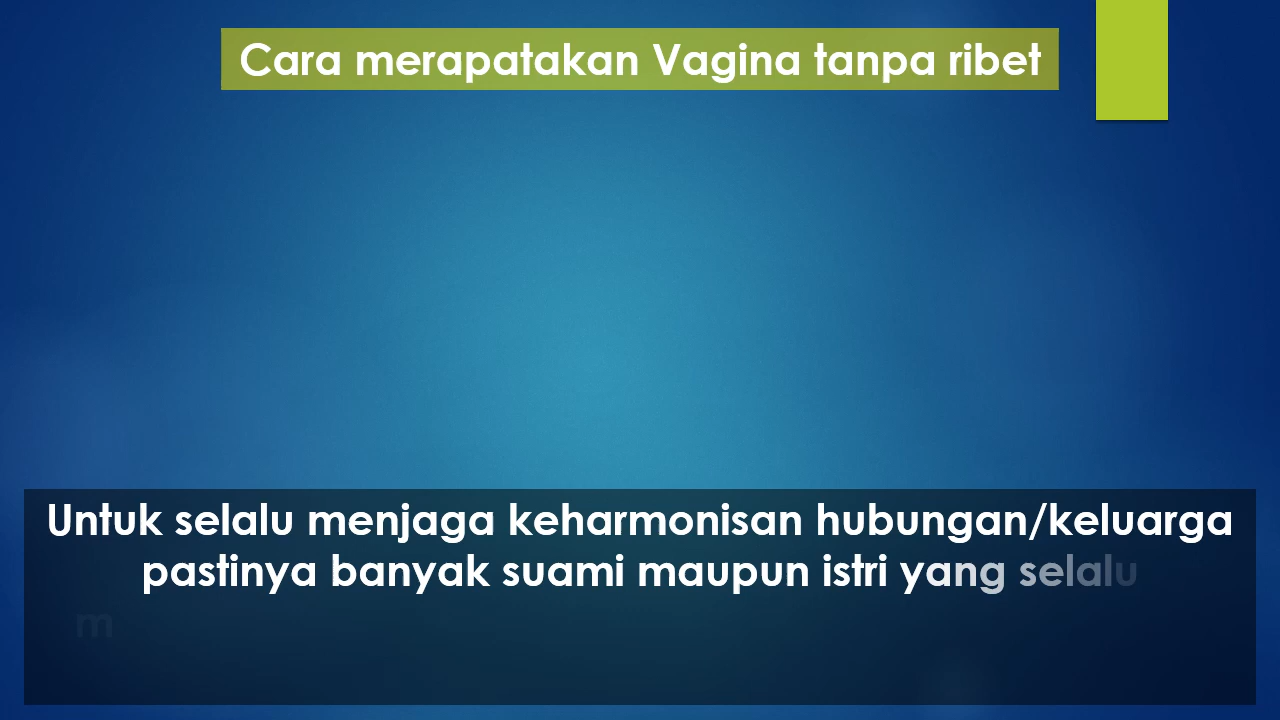 Cara merapatakan Vagina tanpa ribet
Untuk selalu menjaga keharmonisan hubungan/keluarga
pastinya banyak suami maupun istri yang selalu
m